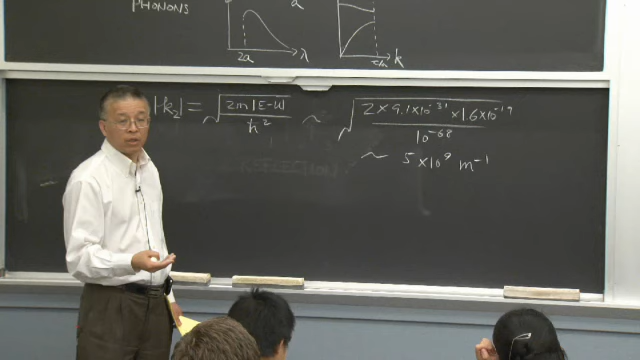 PHONONS
2a λ a π/a k
|k₂| = √(2m|E-U| / ħ²) ~ √(2×9.1×10⁻³¹×1.6×10⁻¹⁹ / 10⁻⁶⁸)
~ 5×10⁹ m⁻¹